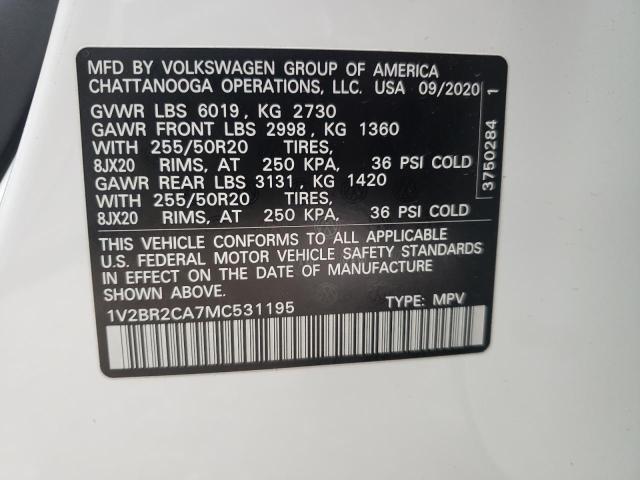 MFD BY VOLKSWAGEN GROUP OF AMERICA
CHATTANOOGA OPERATIONS, LLC. USA 09/2020
GVWR LBS 6019, KG 2730
GAWR FRONT LBS 2998, KG 1360
WITH 255/50R20 TIRES,
8JX20 RIMS, AT 250 KPA, 36 PSI COLD
GAWR REAR LBS 3131, KG 1420
WITH 255/50R20 TIRES,
8JX20 RIMS, AT 250 KPA, 36 PSI COLD
THIS VEHICLE CONFORMS TO ALL APPLICABLE
U.S. FEDERAL MOTOR VEHICLE SAFETY STANDARDS
IN EFFECT ON THE DATE OF MANUFACTURE
SHOWN ABOVE.
1V2BR2CA7MC531195 TYPE: MPV
3750284 1